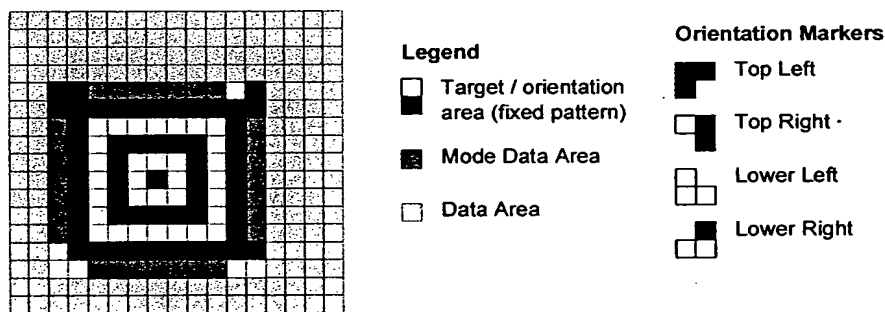 Legend
Target / orientation
area (fixed pattern)
Mode Data Area
Data Area
Orientation Markers
Top Left
Top Right
Lower Left
Lower Right